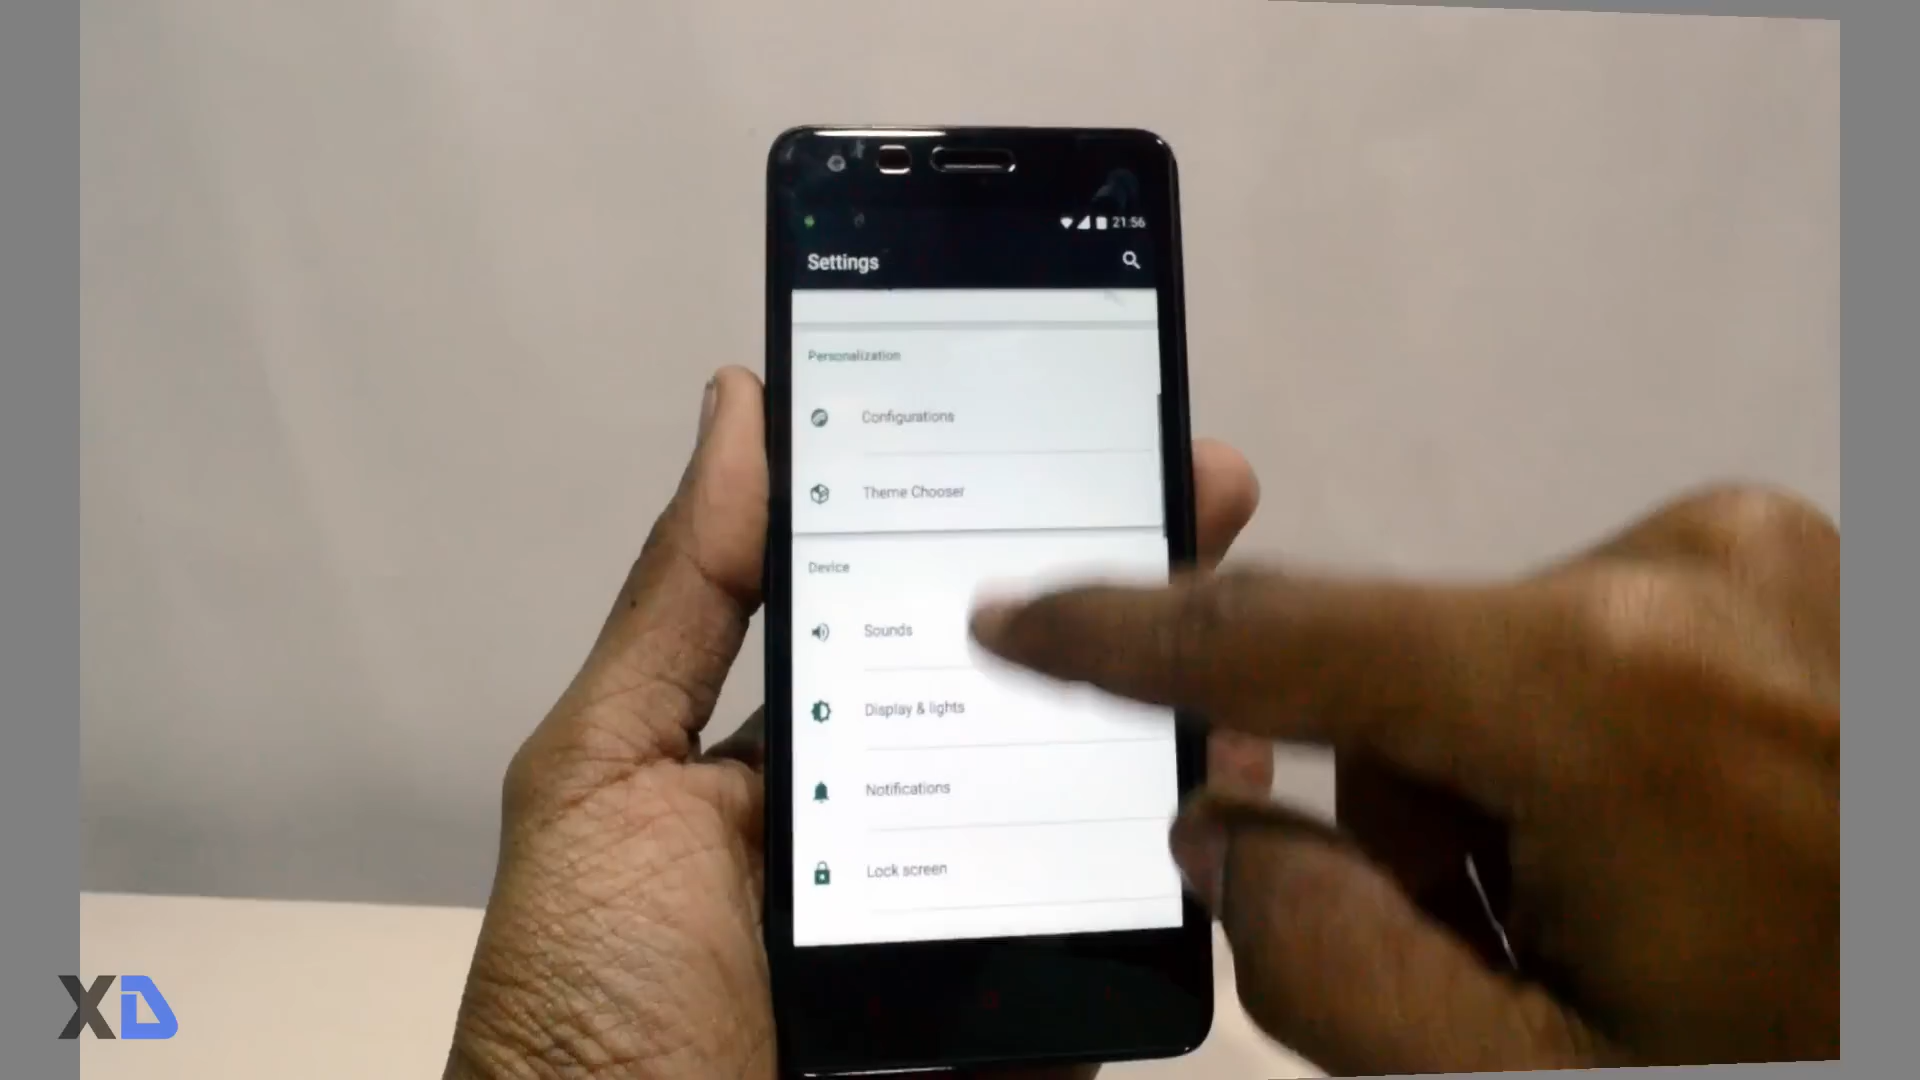 21:56
Settings
Personalization
Configurations
Theme Chooser
Device
Sounds
Display & lights
Notifications
Lock screen
XD